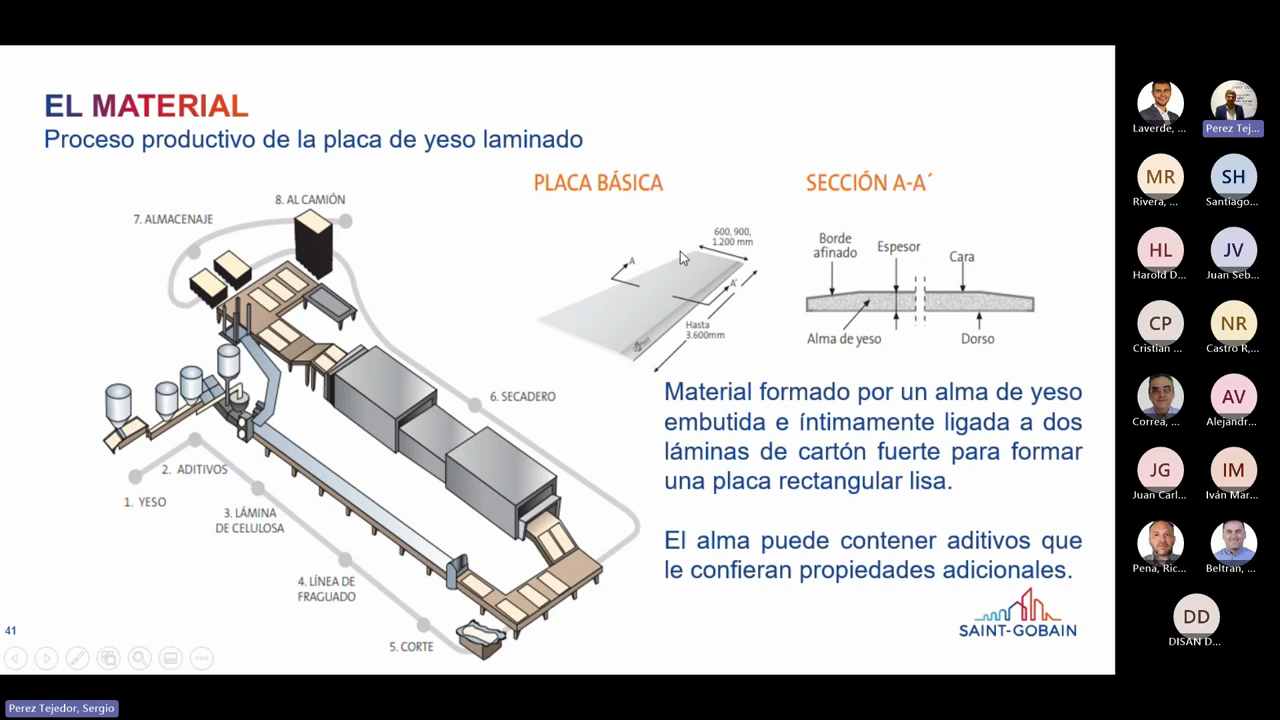 EL MATERIAL
Proceso productivo de la placa de yeso laminado
8. AL CAMIÓN
7. ALMACENAJE
6. SECADERO
2. ADITIVOS
1. YESO
3. LÁMINA
DE CELULOSA
4. LÍNEA DE
FRAGUADO
5. CORTE
PLACA BÁSICA
600, 900,
1.200 mm
A
A'
Hasta
3.600mm
SECCIÓN A-A´
Borde
afinado
Espesor
Cara
Alma de yeso
Dorso
Material formado por un alma de yeso
embutida e íntimamente ligada a dos
láminas de cartón fuerte para formar
una placa rectangular lisa.
El alma puede contener aditivos que
le confieran propiedades adicionales.
SAINT-GOBAIN
41
Perez Tejedor, Sergio
Laverde, ...
Perez Tej...
MR
Rivera, ...
SH
Santiago...
HL
Harold D...
JV
Juan Seb...
CP
Cristian ...
NR
Castro R,...
Correa, ...
AV
Alejandr...
JG
Juan Carl...
IM
Iván Mar...
Pena, Ric...
Beltran, ...
DD
DISAN D...